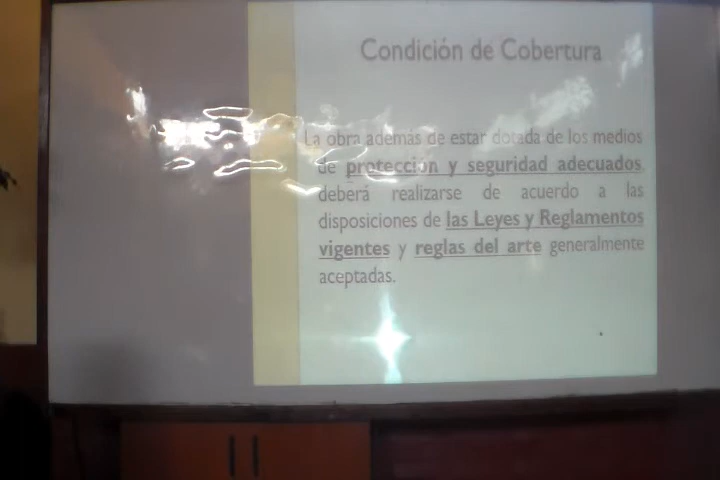 Condición de Cobertura
La obra además de estar dotada de los medios
de protección y seguridad adecuados
deberá realizarse de acuerdo a las
disposiciones de las Leyes y Reglamentos
vigentes y reglas del arte generalmente
aceptadas.